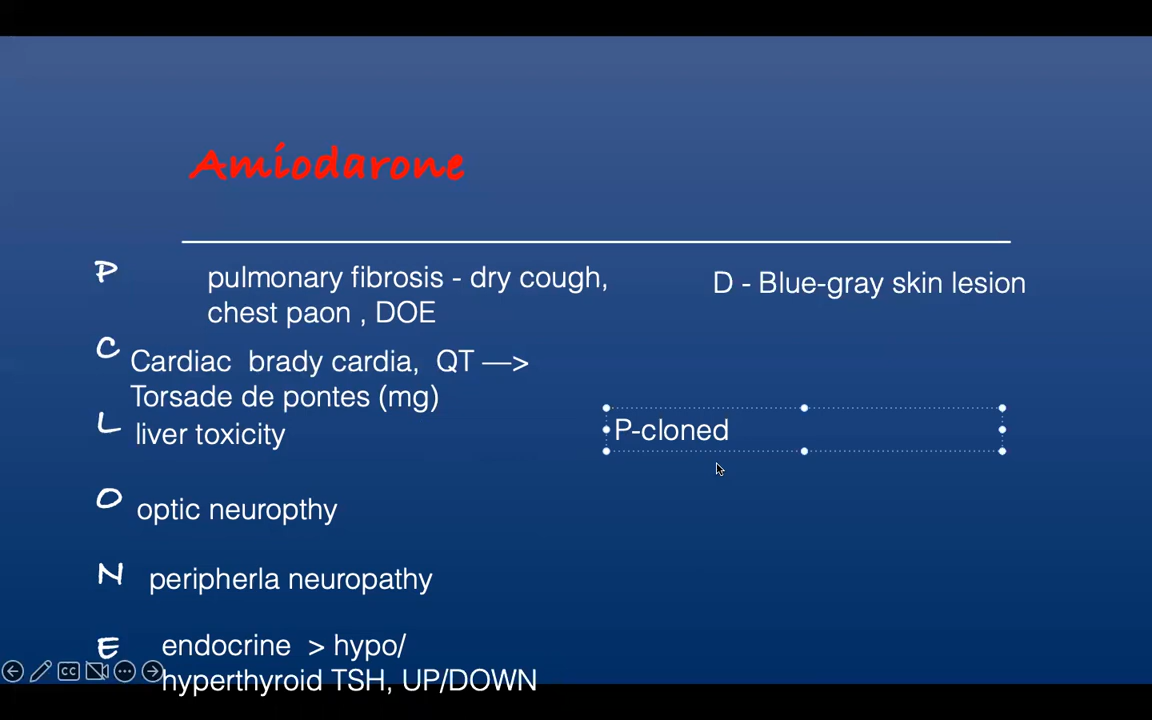 Amiodarone
P
pulmonary fibrosis - dry cough,
chest paon , DOE
D - Blue-gray skin lesion
C
Cardiac brady cardia, QT —>
Torsade de pontes (mg)
L
liver toxicity
P-cloned
O
optic neuropthy
N
peripherla neuropathy
E
endocrine > hypo/
hyperthyroid TSH, UP/DOWN
CC